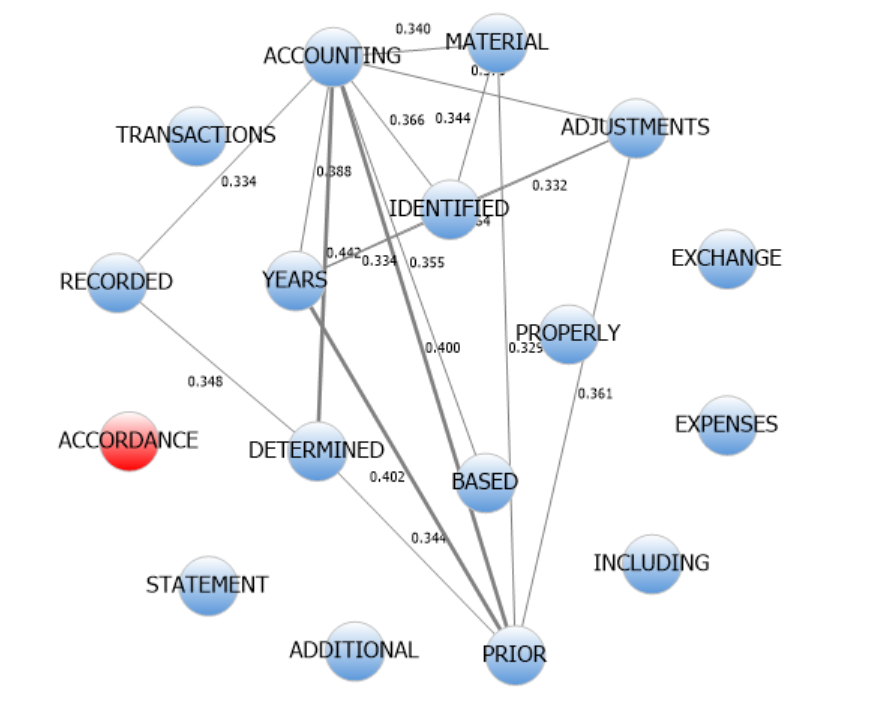 0.340
MATERIAL
ACCOUNTING
0.366
0.344
ADJUSTMENTS
TRANSACTIONS
0.388
0.334
0.332
IDENTIFIED
0.442
0.334
0.355
EXCHANGE
RECORDED
YEARS
PROPERLY
0.400
0.329
0.348
0.361
ACCORDANCE
EXPENSES
DETERMINED
0.402
BASED
0.344
INCLUDING
STATEMENT
ADDITIONAL
PRIOR